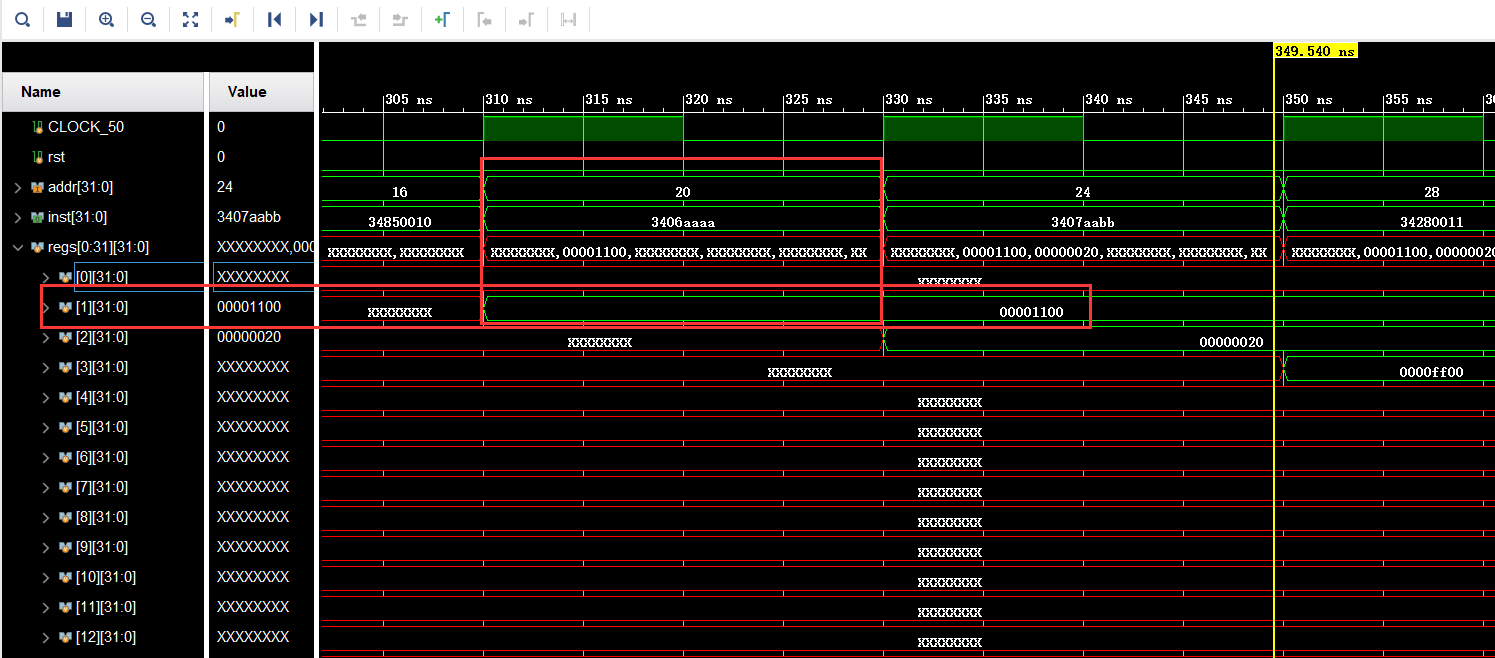 349.540 ns
Name Value 305 ns 310 ns 315 ns 320 ns 325 ns 330 ns 335 ns 340 ns 345 ns 350 ns 355 ns
CLOCK_50 0
rst 0
addr[31:0] 24 16 20 24 28
inst[31:0] 3407aabb 34850010 3406aaaa 3407aabb 34280011
regs[0:31][31:0] XXXXXXXX,000 XXXXXXXX,XXXXXXXX XXXXXXXX,00001100,XXXXXXXX,XXXXXXXX,XX XXXXXXXX,00001100,00000020,XXXXXXXX,XX XXXXXXXX,00001100,00000020
[0][31:0] XXXXXXXX XXXXXXXX
[1][31:0] 00001100 XXXXXXXX 00001100
[2][31:0] 00000020 XXXXXXXX 00000020
[3][31:0] XXXXXXXX XXXXXXXX 0000ff00
[4][31:0] XXXXXXXX XXXXXXXX
[5][31:0] XXXXXXXX XXXXXXXX
[6][31:0] XXXXXXXX XXXXXXXX
[7][31:0] XXXXXXXX XXXXXXXX
[8][31:0] XXXXXXXX XXXXXXXX
[9][31:0] XXXXXXXX XXXXXXXX
[10][31:0] XXXXXXXX XXXXXXXX
[11][31:0] XXXXXXXX XXXXXXXX
[12][31:0] XXXXXXXX XXXXXXXX